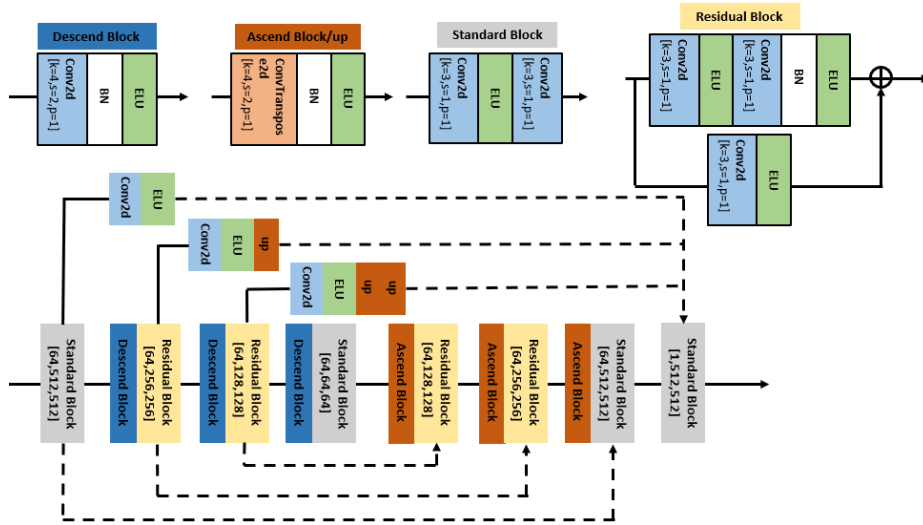 Descend Block
Conv2d
[k=4,s=2,p=1]
BN
ELU
Ascend Block/up
ConvTranspos
e2d
[k=4,s=2,p=1]
BN
ELU
Standard Block
Conv2d
[k=3,s=1,p=1]
ELU
Conv2d
[k=3,s=1,p=1]
Residual Block
Conv2d
[k=3,s=1,p=1]
ELU
Conv2d
[k=3,s=1,p=1]
BN
ELU
Conv2d
[k=3,s=1,p=1]
ELU
Conv2d
ELU
Conv2d
ELU
up
Conv2d
ELU
up
up
Standard Block
[64,512,512]
Descend Block
Residual Block
[64,256,256]
Descend Block
Residual Block
[64,128,128]
Descend Block
Standard Block
[64,64,64]
Ascend Block
Residual Block
[64,128,128]
Ascend Block
Residual Block
[64,256,256]
Ascend Block
Standard Block
[64,512,512]
Standard Block
[1,512,512]